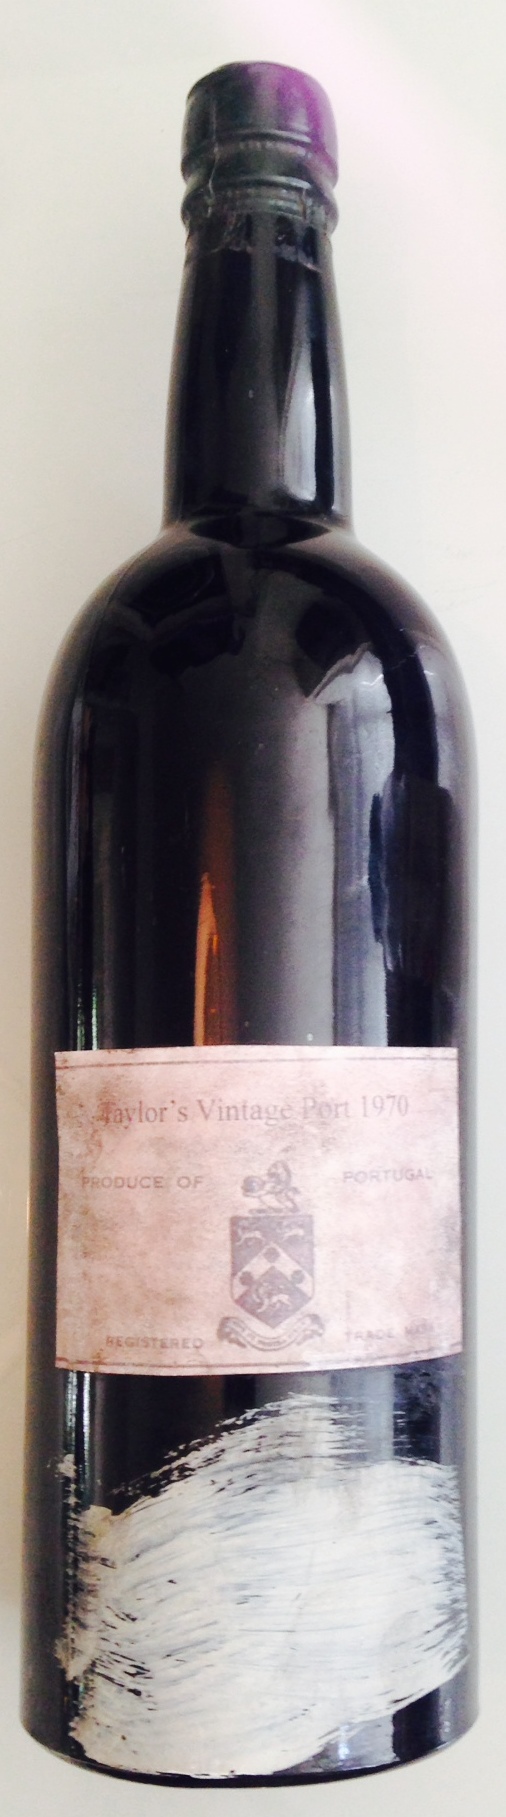 Taylor's Vintage Port 1970
PRODUCE OF PORTUGAL
REGISTERED TRADE MARK